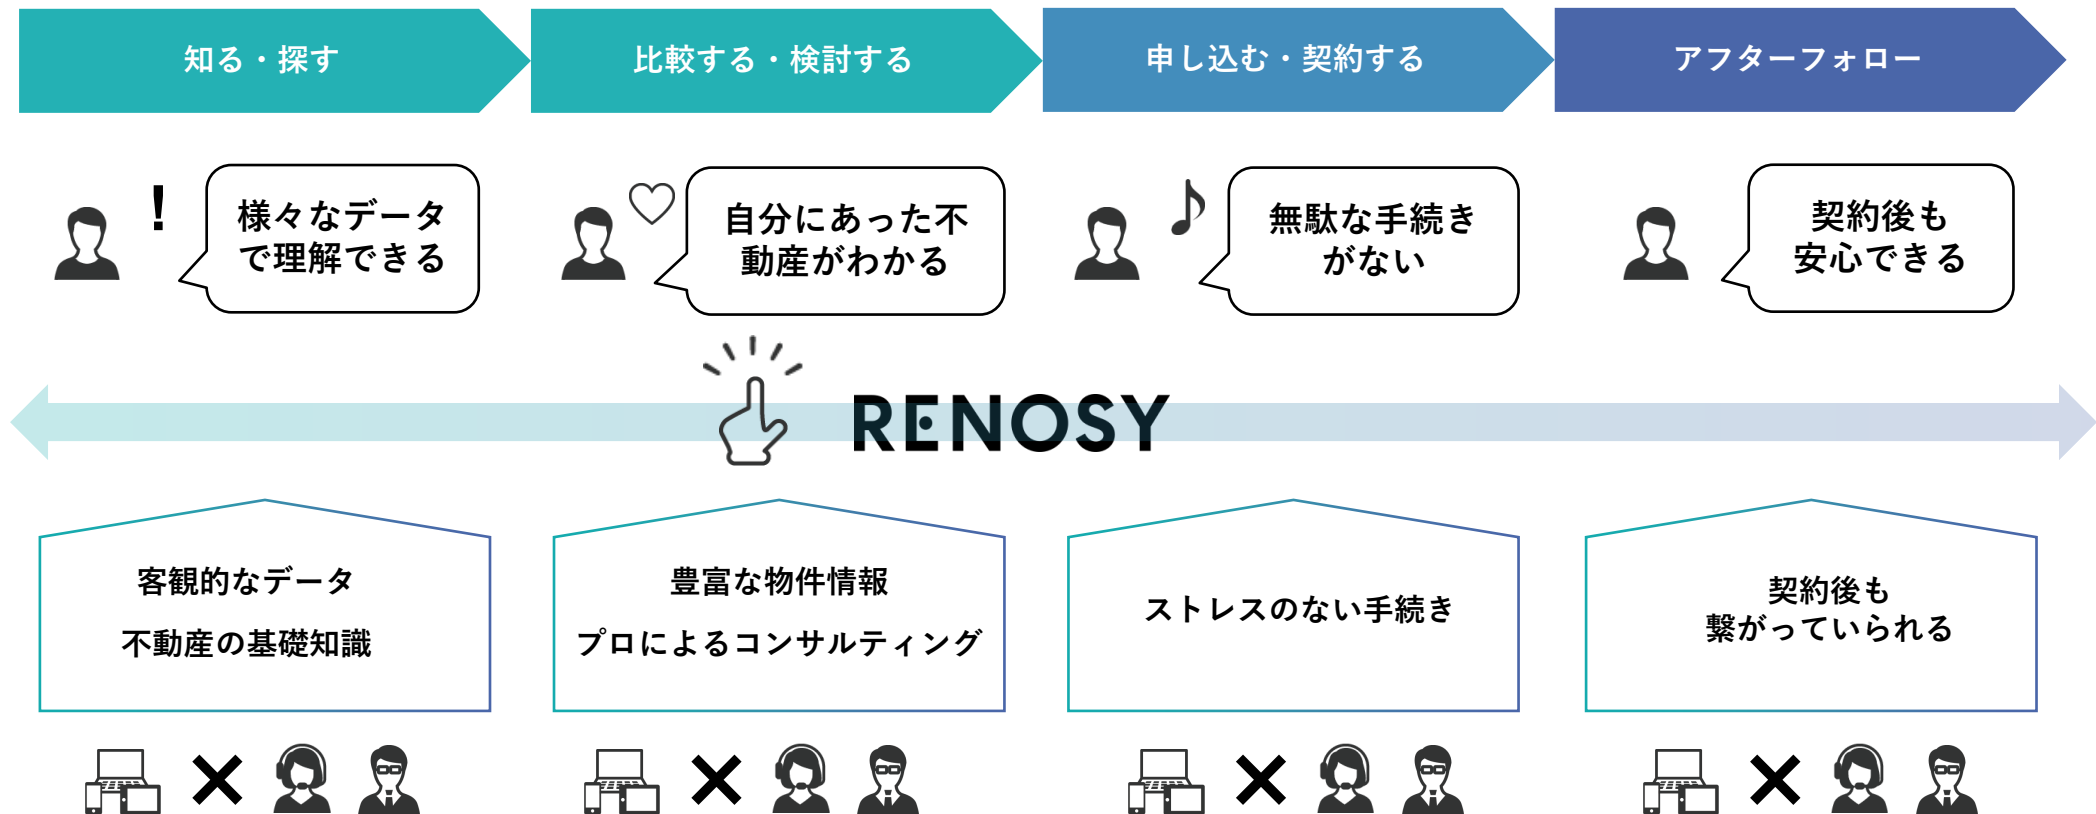 知る・探す
比較する・検討する
申し込む・契約する
アフターフォロー
!
様々なデータ
で理解できる
自分にあった不
動産がわかる
無駄な手続き
がない
契約後も
安心できる
RENOSY
客観的なデータ
不動産の基礎知識
豊富な物件情報
プロによるコンサルティング
ストレスのない手続き
契約後も
繋がっていられる